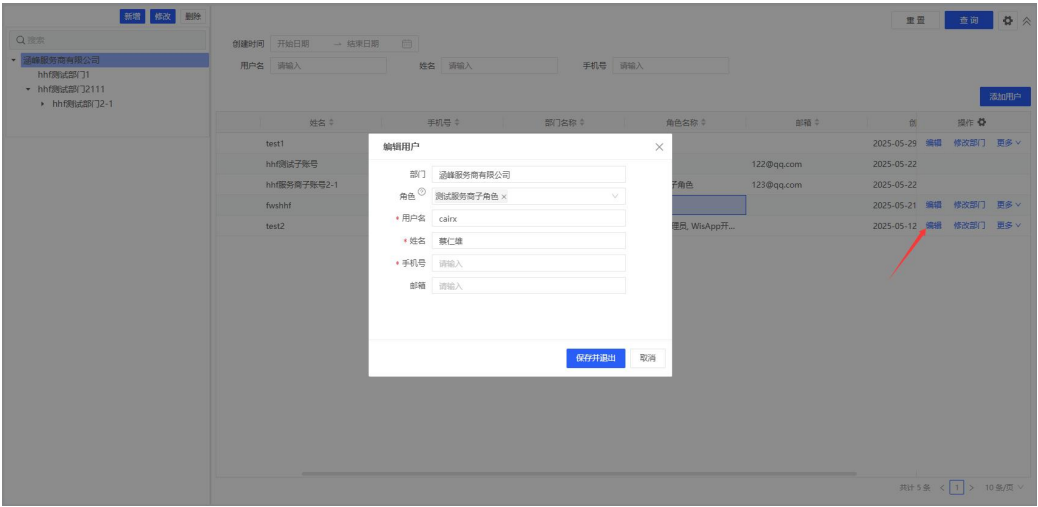 新增 修改 删除
重置 查询
搜索
创建时间 开始日期 → 结束日期
涵峰服务商有限公司
用户名 请输入 姓名 请输入 手机号 请输入
hhf测试部门1
hhf测试部门2111
hhf测试部门2-1
添加用户
姓名 手机号 部门名称 角色名称 邮箱 创 操作
test1 2025-05-29 编辑 修改部门 更多
hhf测试子账号 122@qq.com 2025-05-22
hhf服务商子账号2-1 子角色 123@qq.com 2025-05-22
fwshhf 2025-05-21 编辑 修改部门 更多
test2 理员, WisApp开... 2025-05-12 编辑 修改部门 更多
编辑用户
部门 涵峰服务商有限公司
角色 测试服务商子角色 ×
* 用户名 cairx
* 姓名 蔡仁雄
* 手机号 请输入
邮箱 请输入
保存并退出 取消
共计 5 条 < 1 > 10 条/页